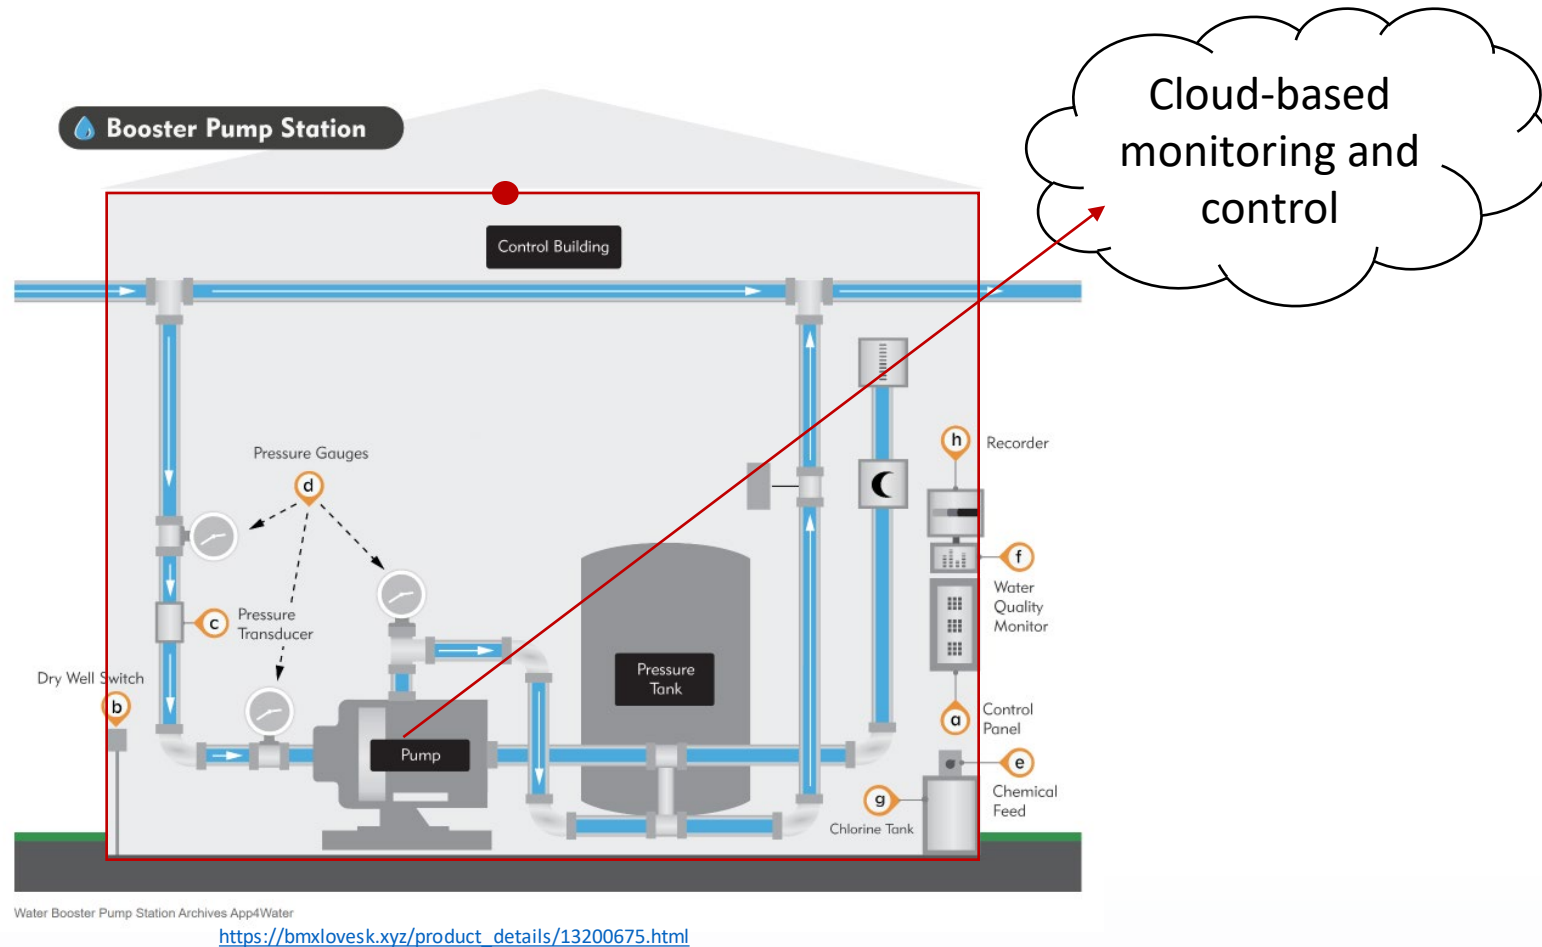 Cloud-based
monitoring and
control
Booster Pump Station
Control Building
Pressure Gauges
d
h
Recorder
f
Water
Quality
Monitor
c
Pressure
Transducer
Dry Well Switch
b
Pressure
Tank
a
Control
Panel
Pump
e
Chemical
Feed
g
Chlorine Tank
Water Booster Pump Station Archives App4Water
https://bmxlovesk.xyz/product_details/13200675.html